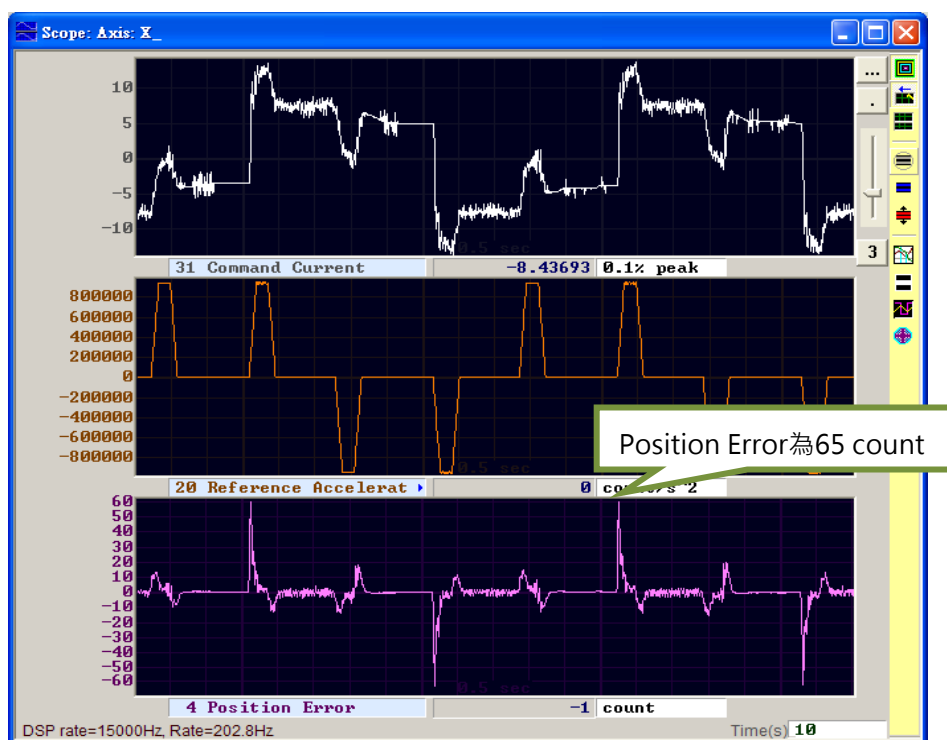 Scope: Axis: X_
...
.
3
10
5
0
-5
-10
0.5 sec
31 Command Current
-8.43693
0.1% peak
800000
600000
400000
200000
0
-200000
-400000
-600000
-800000
0.5 sec
Position Error為65 count
20 Reference Accelerat
0
60
50
40
30
20
10
0
-10
-20
-30
-40
-50
-60
0.5 sec
4 Position Error
-1
count
DSP rate=15000Hz, Rate=202.8Hz
Time(s)
10